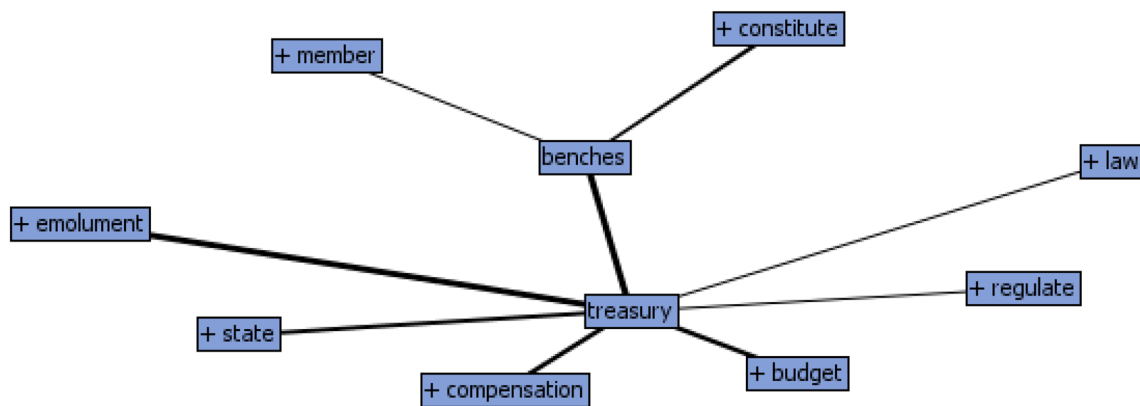 + constitute
+ member
benches
+ law
+ emolument
+ regulate
treasury
+ state
+ budget
+ compensation